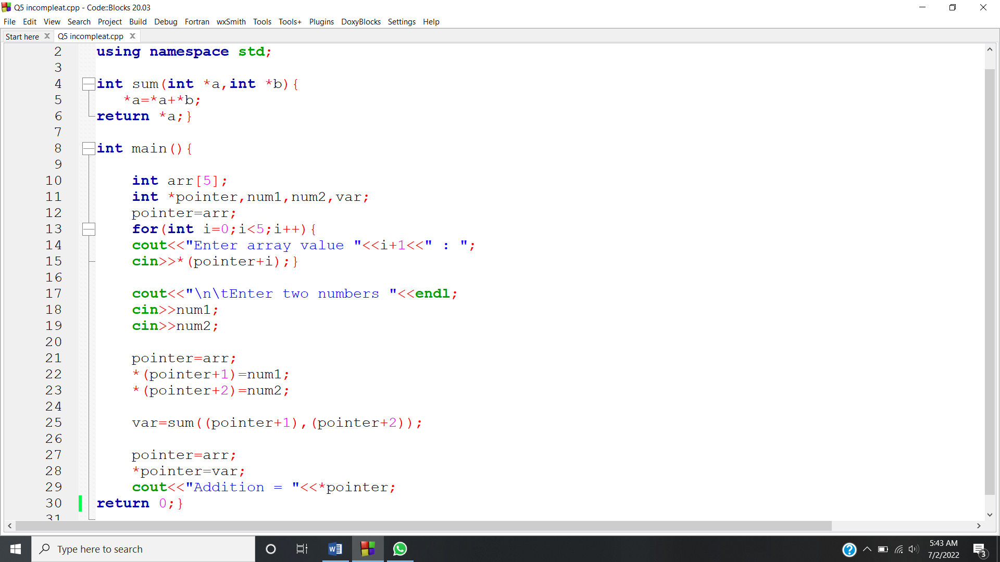 Q5 incompleat.cpp - Code::Blocks 20.03
File Edit View Search Project Build Debug Fortran wxSmith Tools Tools+ Plugins DoxyBlocks Settings Help
Start here X Q5 incompleat.cpp X
2 using namespace std;
3
4 int sum(int *a,int *b){
5 *a=*a+*b;
6 return *a;}
7
8 int main(){
9
10 int arr[5];
11 int *pointer,num1,num2,var;
12 pointer=arr;
13 for(int i=0;i<5;i++){
14 cout<<"Enter array value "<<i+1<<" : ";
15 cin>>*(pointer+i);}
16
17 cout<<"\n\tEnter two numbers "<<endl;
18 cin>>num1;
19 cin>>num2;
20
21 pointer=arr;
22 *(pointer+1)=num1;
23 *(pointer+2)=num2;
24
25 var=sum((pointer+1),(pointer+2));
26
27 pointer=arr;
28 *pointer=var;
29 cout<<"Addition = "<<*pointer;
30 return 0;}
31
Type here to search
5:43 AM
7/2/2022
3